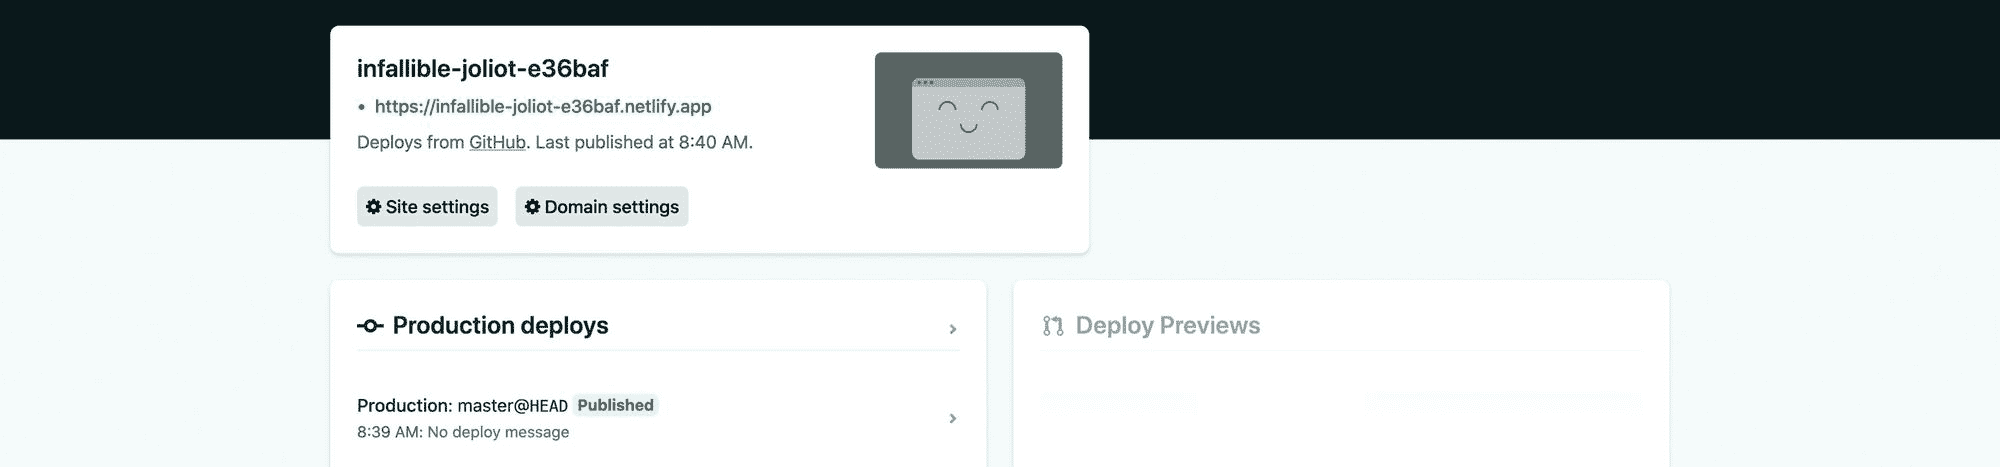 infallible-joliot-e36baf
• https://infallible-joliot-e36baf.netlify.app
Deploys from GitHub. Last published at 8:40 AM.
Site settings Domain settings
Production deploys
Production: master@HEAD Published
8:39 AM: No deploy message
Deploy Previews